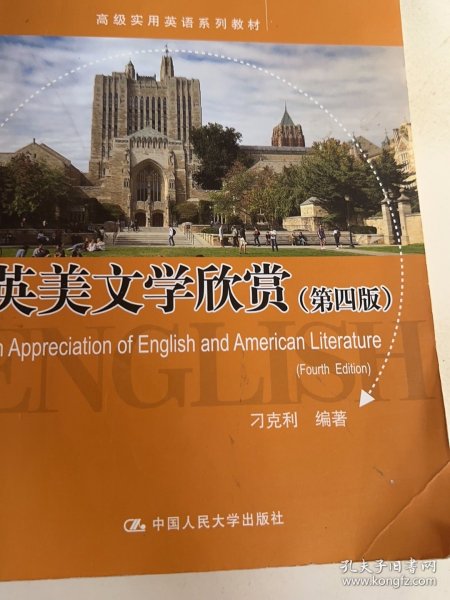 高级实用英语系列教材
英美文学欣赏(第四版)
n Appreciation of English and American Literature
(Fourth Edition)
ENGLISH
刁克利 编著
中国人民大学出版社
孔夫子旧书网
www.kongfz.com